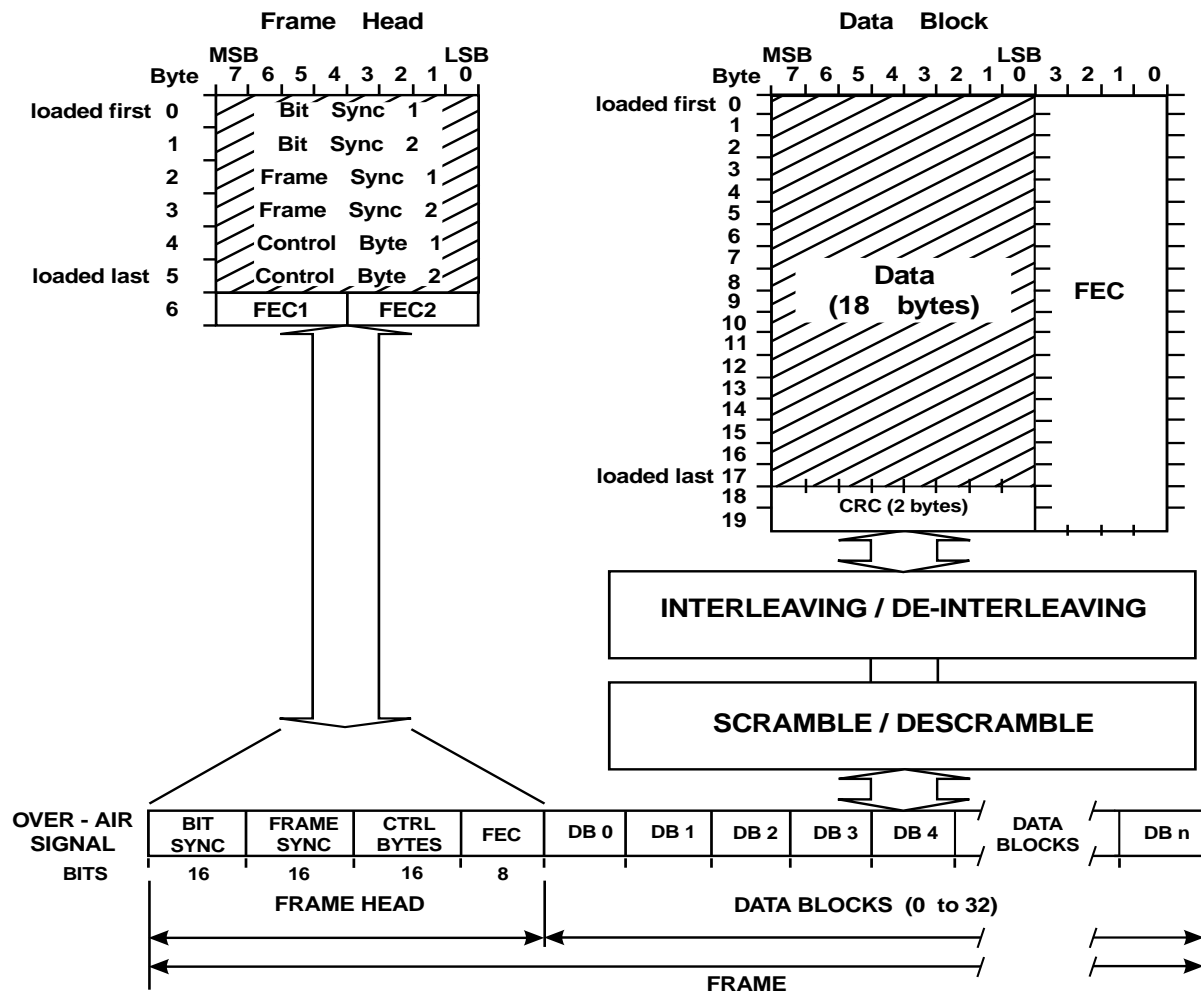 Frame Head
MSB LSB
Byte 7 6 5 4 3 2 1 0
loaded first 0 Bit Sync 1
1 Bit Sync 2
2 Frame Sync 1
3 Frame Sync 2
4 Control Byte 1
loaded last 5 Control Byte 2
6 FEC1 FEC2
Data Block
MSB LSB
Byte 7 6 5 4 3 2 1 0 3 2 1 0
loaded first 0
1
2
3
4
5
6
7
8
9
10
11
12
13
14
15
16
loaded last 17
18
19
Data
(18 bytes)
FEC
CRC (2 bytes)
INTERLEAVING / DE-INTERLEAVING
SCRAMBLE / DESCRAMBLE
OVER - AIR
SIGNAL
BIT
SYNC
FRAME
SYNC
CTRL
BYTES
FEC
DB 0
DB 1
DB 2
DB 3
DB 4
DATA
BLOCKS
DB n
BITS 16 16 16 8
FRAME HEAD
DATA BLOCKS (0 to 32)
FRAME